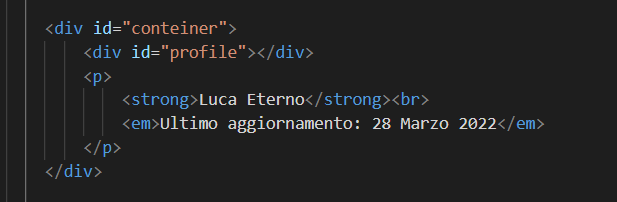 <div id="conteiner">
<div id="profile"></div>
<p>
<strong>Luca Eterno</strong><br>
<em>Ultimo aggiornamento: 28 Marzo 2022</em>
</p>
</div>